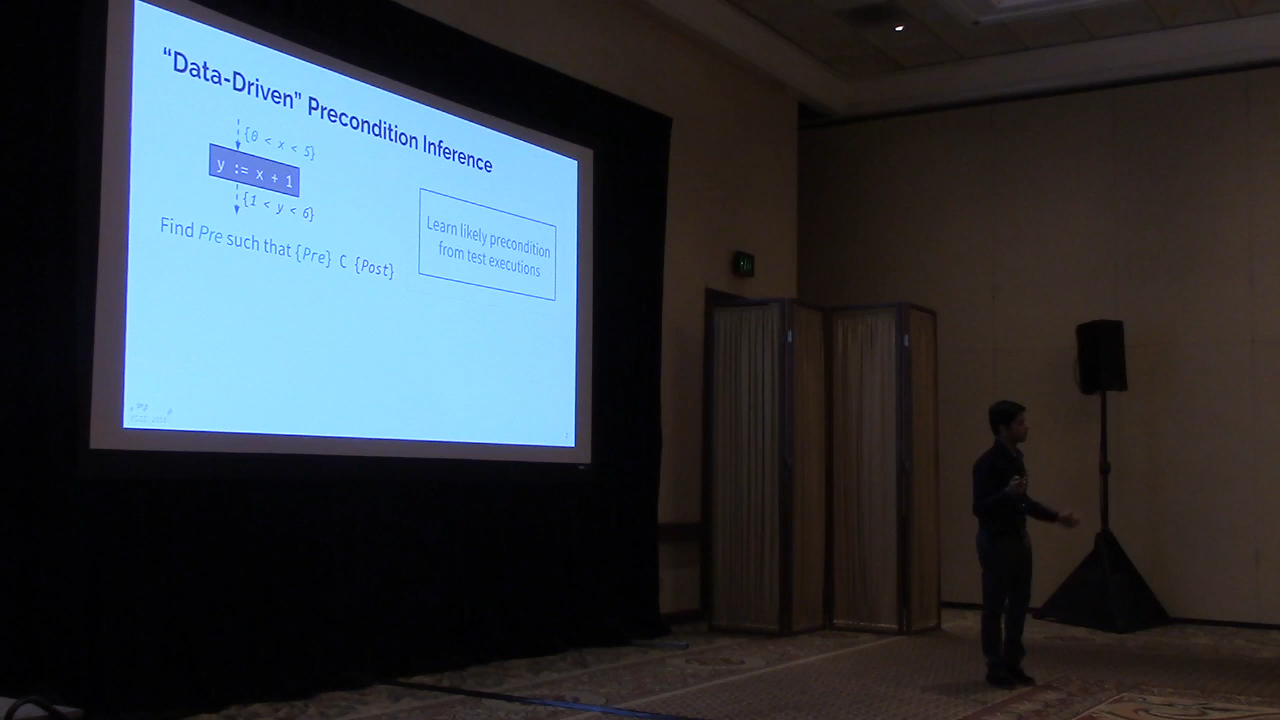 “Data-Driven” Precondition Inference
{0 < x < 5}
y := x + 1
{1 < y < 6}
Find Pre such that {Pre} C {Post}
Learn likely precondition
from test executions